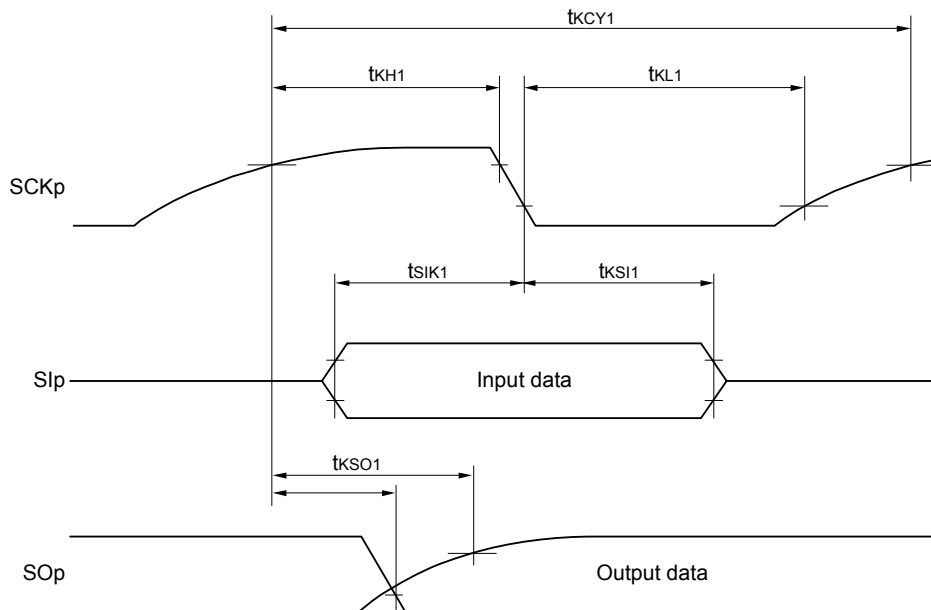 tKCY1
tKH1
tKL1
SCKp
tSIK1
tKSI1
SIp
Input data
tKSO1
SOp
Output data